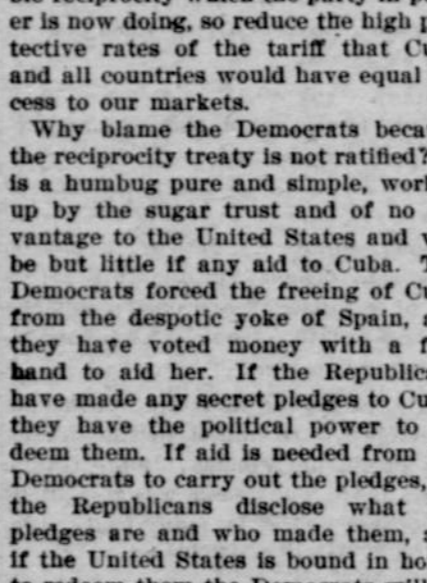 er is now doing, so reduce the high p
tective rates of the tariff that Cu
and all countries would have equal
cess to our markets.
Why blame the Democrats beca
the reciprocity treaty is not ratified?
is a humbug pure and simple, worl
up by the sugar trust and of no
vantage to the United States and
be but little if any aid to Cuba. T
Democrats forced the freeing of Cu
from the despotic yoke of Spain,
they have voted money with a f
hand to aid her. If the Republic
have made any secret pledges to Cu
they have the political power to
deem them. If aid is needed from
Democrats to carry out the pledges,
the Republicans disclose what
pledges are and who made them,
if the United States is bound in ho